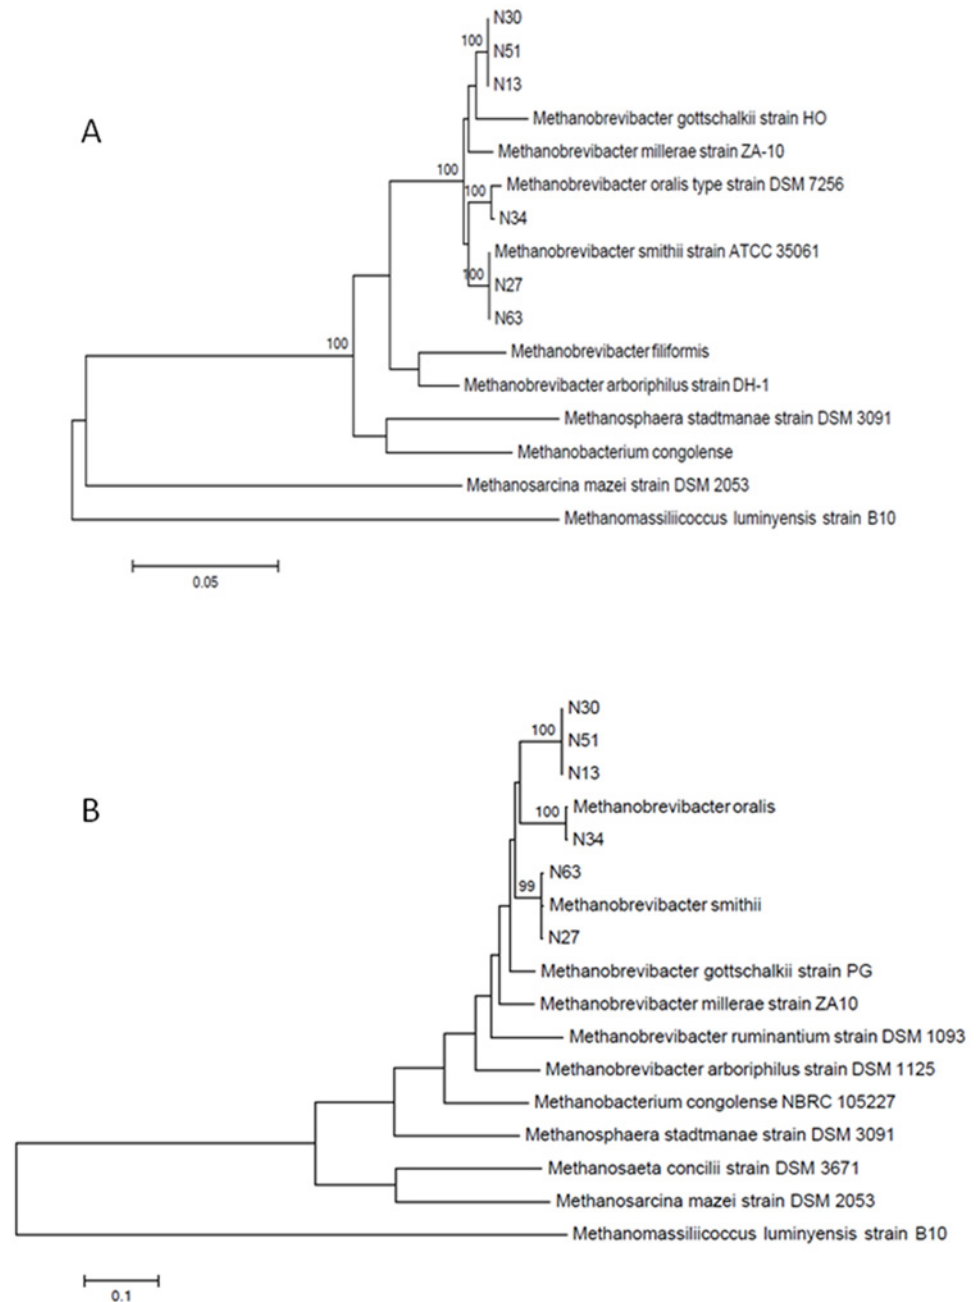 N30
100
N51
N13
A
Methanobrevibacter gottschalkii strain HO
Methanobrevibacter millerae strain ZA-10
100
Methanobrevibacter oralis type strain DSM 7256
100
N34
Methanobrevibacter smithii strain ATCC 35061
100
N27
N63
100
Methanobrevibacter filiformis
Methanobrevibacter arboriphilus strain DH-1
Methanosphaera stadtmanae strain DSM 3091
Methanobacterium congolense
Methanosarcina mazei strain DSM 2053
Methanomassiliicoccus luminyensis strain B10
0.05
N30
100
N51
N13
B
Methanobrevibacter oralis
100
N34
N63
99
Methanobrevibacter smithii
N27
Methanobrevibacter gottschalkii strain PG
Methanobrevibacter millerae strain ZA10
Methanobrevibacter ruminantium strain DSM 1093
Methanobrevibacter arboriphilus strain DSM 1125
Methanobacterium congolense NBRC 105227
Methanosphaera stadtmanae strain DSM 3091
Methanosaeta concilii strain DSM 3671
Methanosarcina mazei strain DSM 2053
Methanomassiliicoccus luminyensis strain B10
0.1